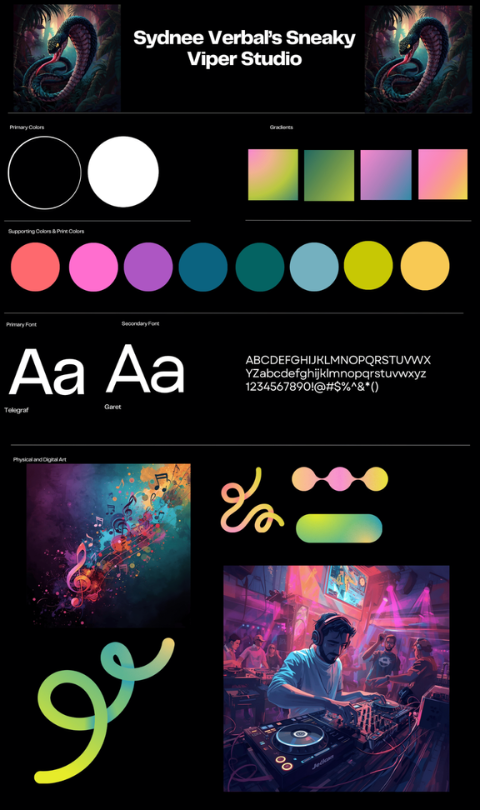 Sydnee Verbal's Sneaky
Viper Studio
Primary Colors
Gradients
Supporting Colors & Print Colors
Primary Font
Secondary Font
Aa
Aa
Telegraf
Garet
ABCDEFGHIJKLMNOPQRSTUVWX
YZabcdefghijklmnopqrstuvwxyz
1234567890!@#$%^&*()
Physical and Digital Art